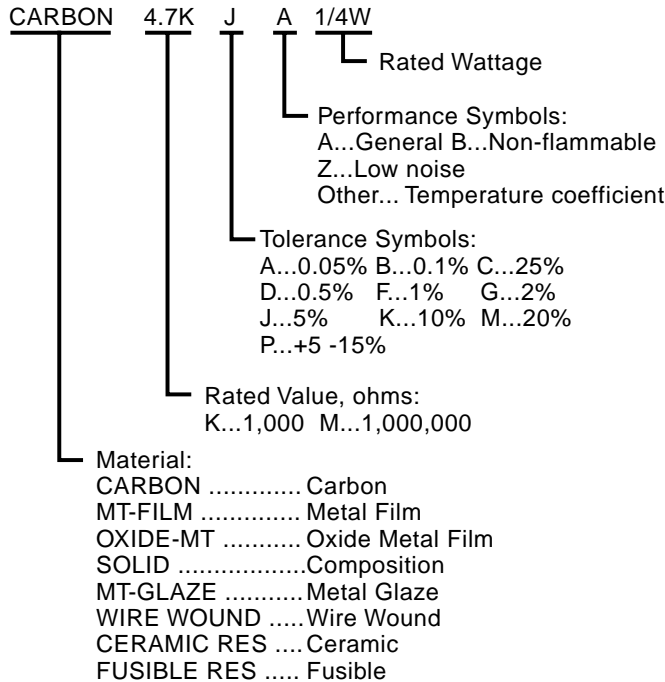 CARBON 4.7K J A 1/4W
Rated Wattage
Performance Symbols:
A...General B...Non-flammable
Z...Low noise
Other... Temperature coefficient
Tolerance Symbols:
A...0.05% B...0.1% C...25%
D...0.5% F...1% G...2%
J...5% K...10% M...20%
P...+5 -15%
Rated Value, ohms:
K...1,000 M...1,000,000
Material:
CARBON ............. Carbon
MT-FILM .............. Metal Film
OXIDE-MT ........... Oxide Metal Film
SOLID ..................Composition
MT-GLAZE ...........Metal Glaze
WIRE WOUND .....Wire Wound
CERAMIC RES ....Ceramic
FUSIBLE RES ..... Fusible